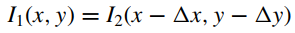 I₁(x, y) = I₂(x − Δx, y − Δy)